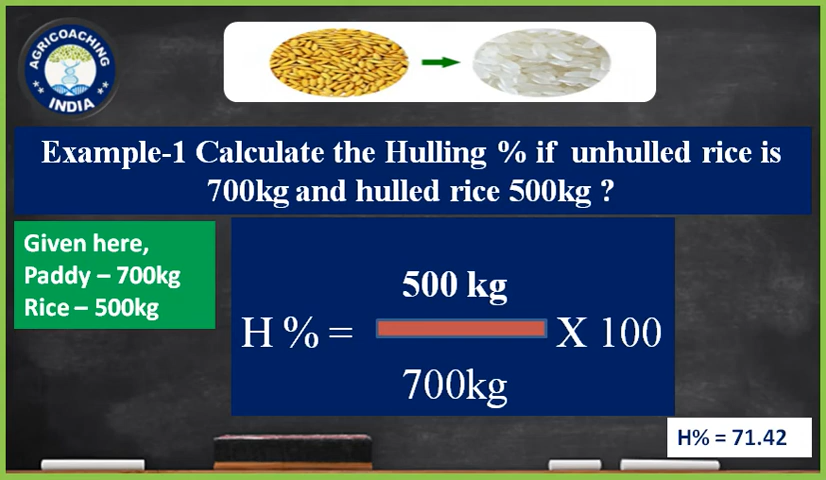 AGRICOACHING
INDIA
Example-1 Calculate the Hulling % if unhulled rice is
700kg and hulled rice 500kg ?
Given here,
Paddy – 700kg
Rice – 500kg
500 kg
H % = X 100
700kg
H% = 71.42